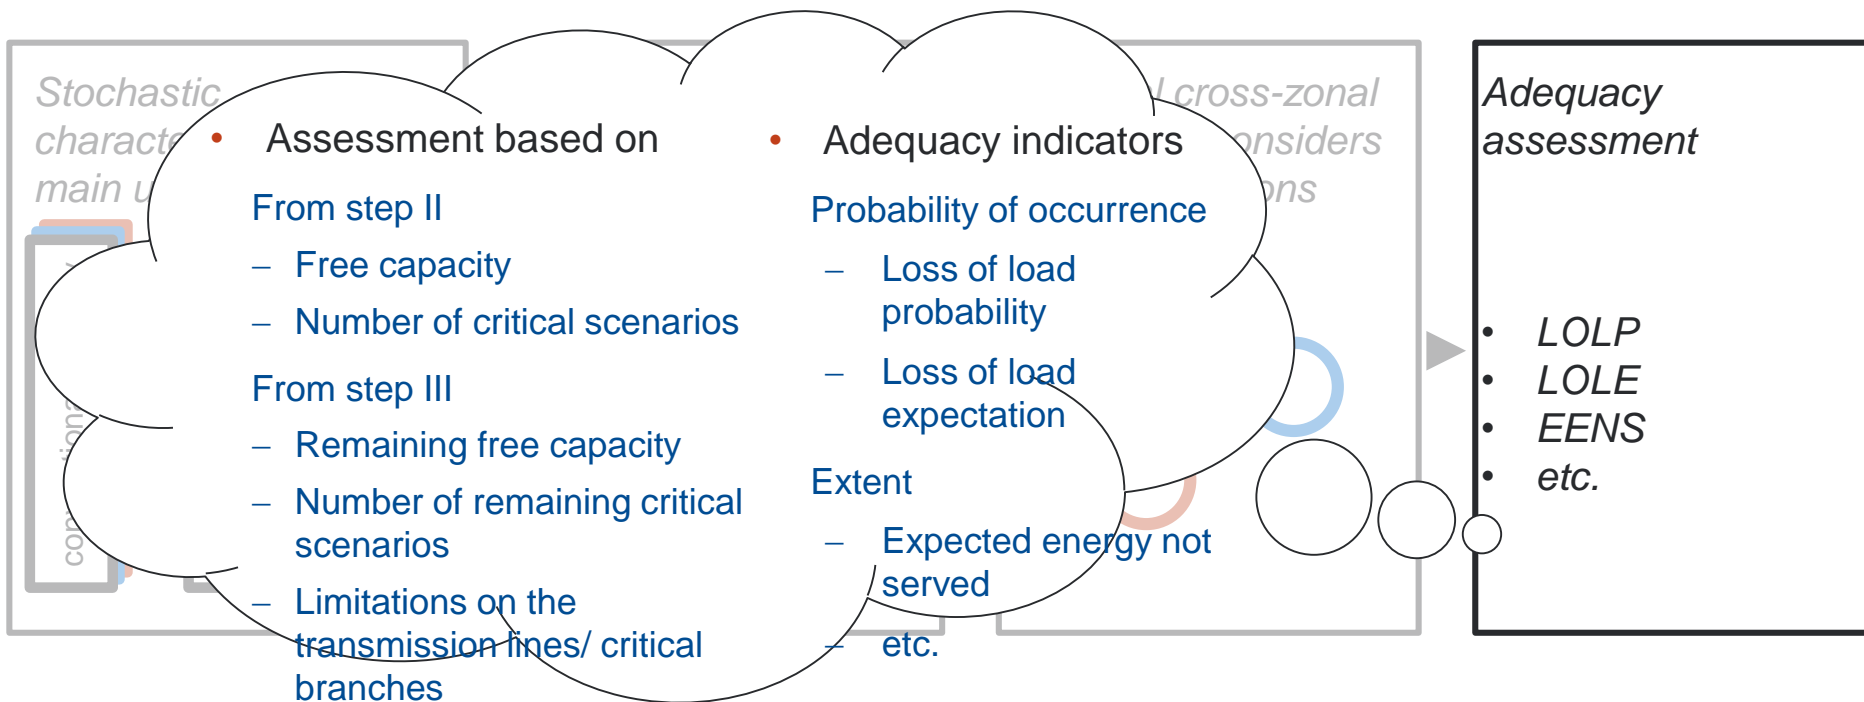 Stochastic
main
cross-zonal
Adequacy
assessment
• Assessment based on
From step II
– Free capacity
– Number of critical scenarios
From step III
– Remaining free capacity
– Number of remaining critical
scenarios
– Limitations on the
transmission lines/ critical
branches
• Adequacy indicators
Probability of occurrence
– Loss of load
probability
– Loss of load
expectation
Extent
– Expected energy not
served
– etc.
• LOLP
• LOLE
• EENS
• etc.